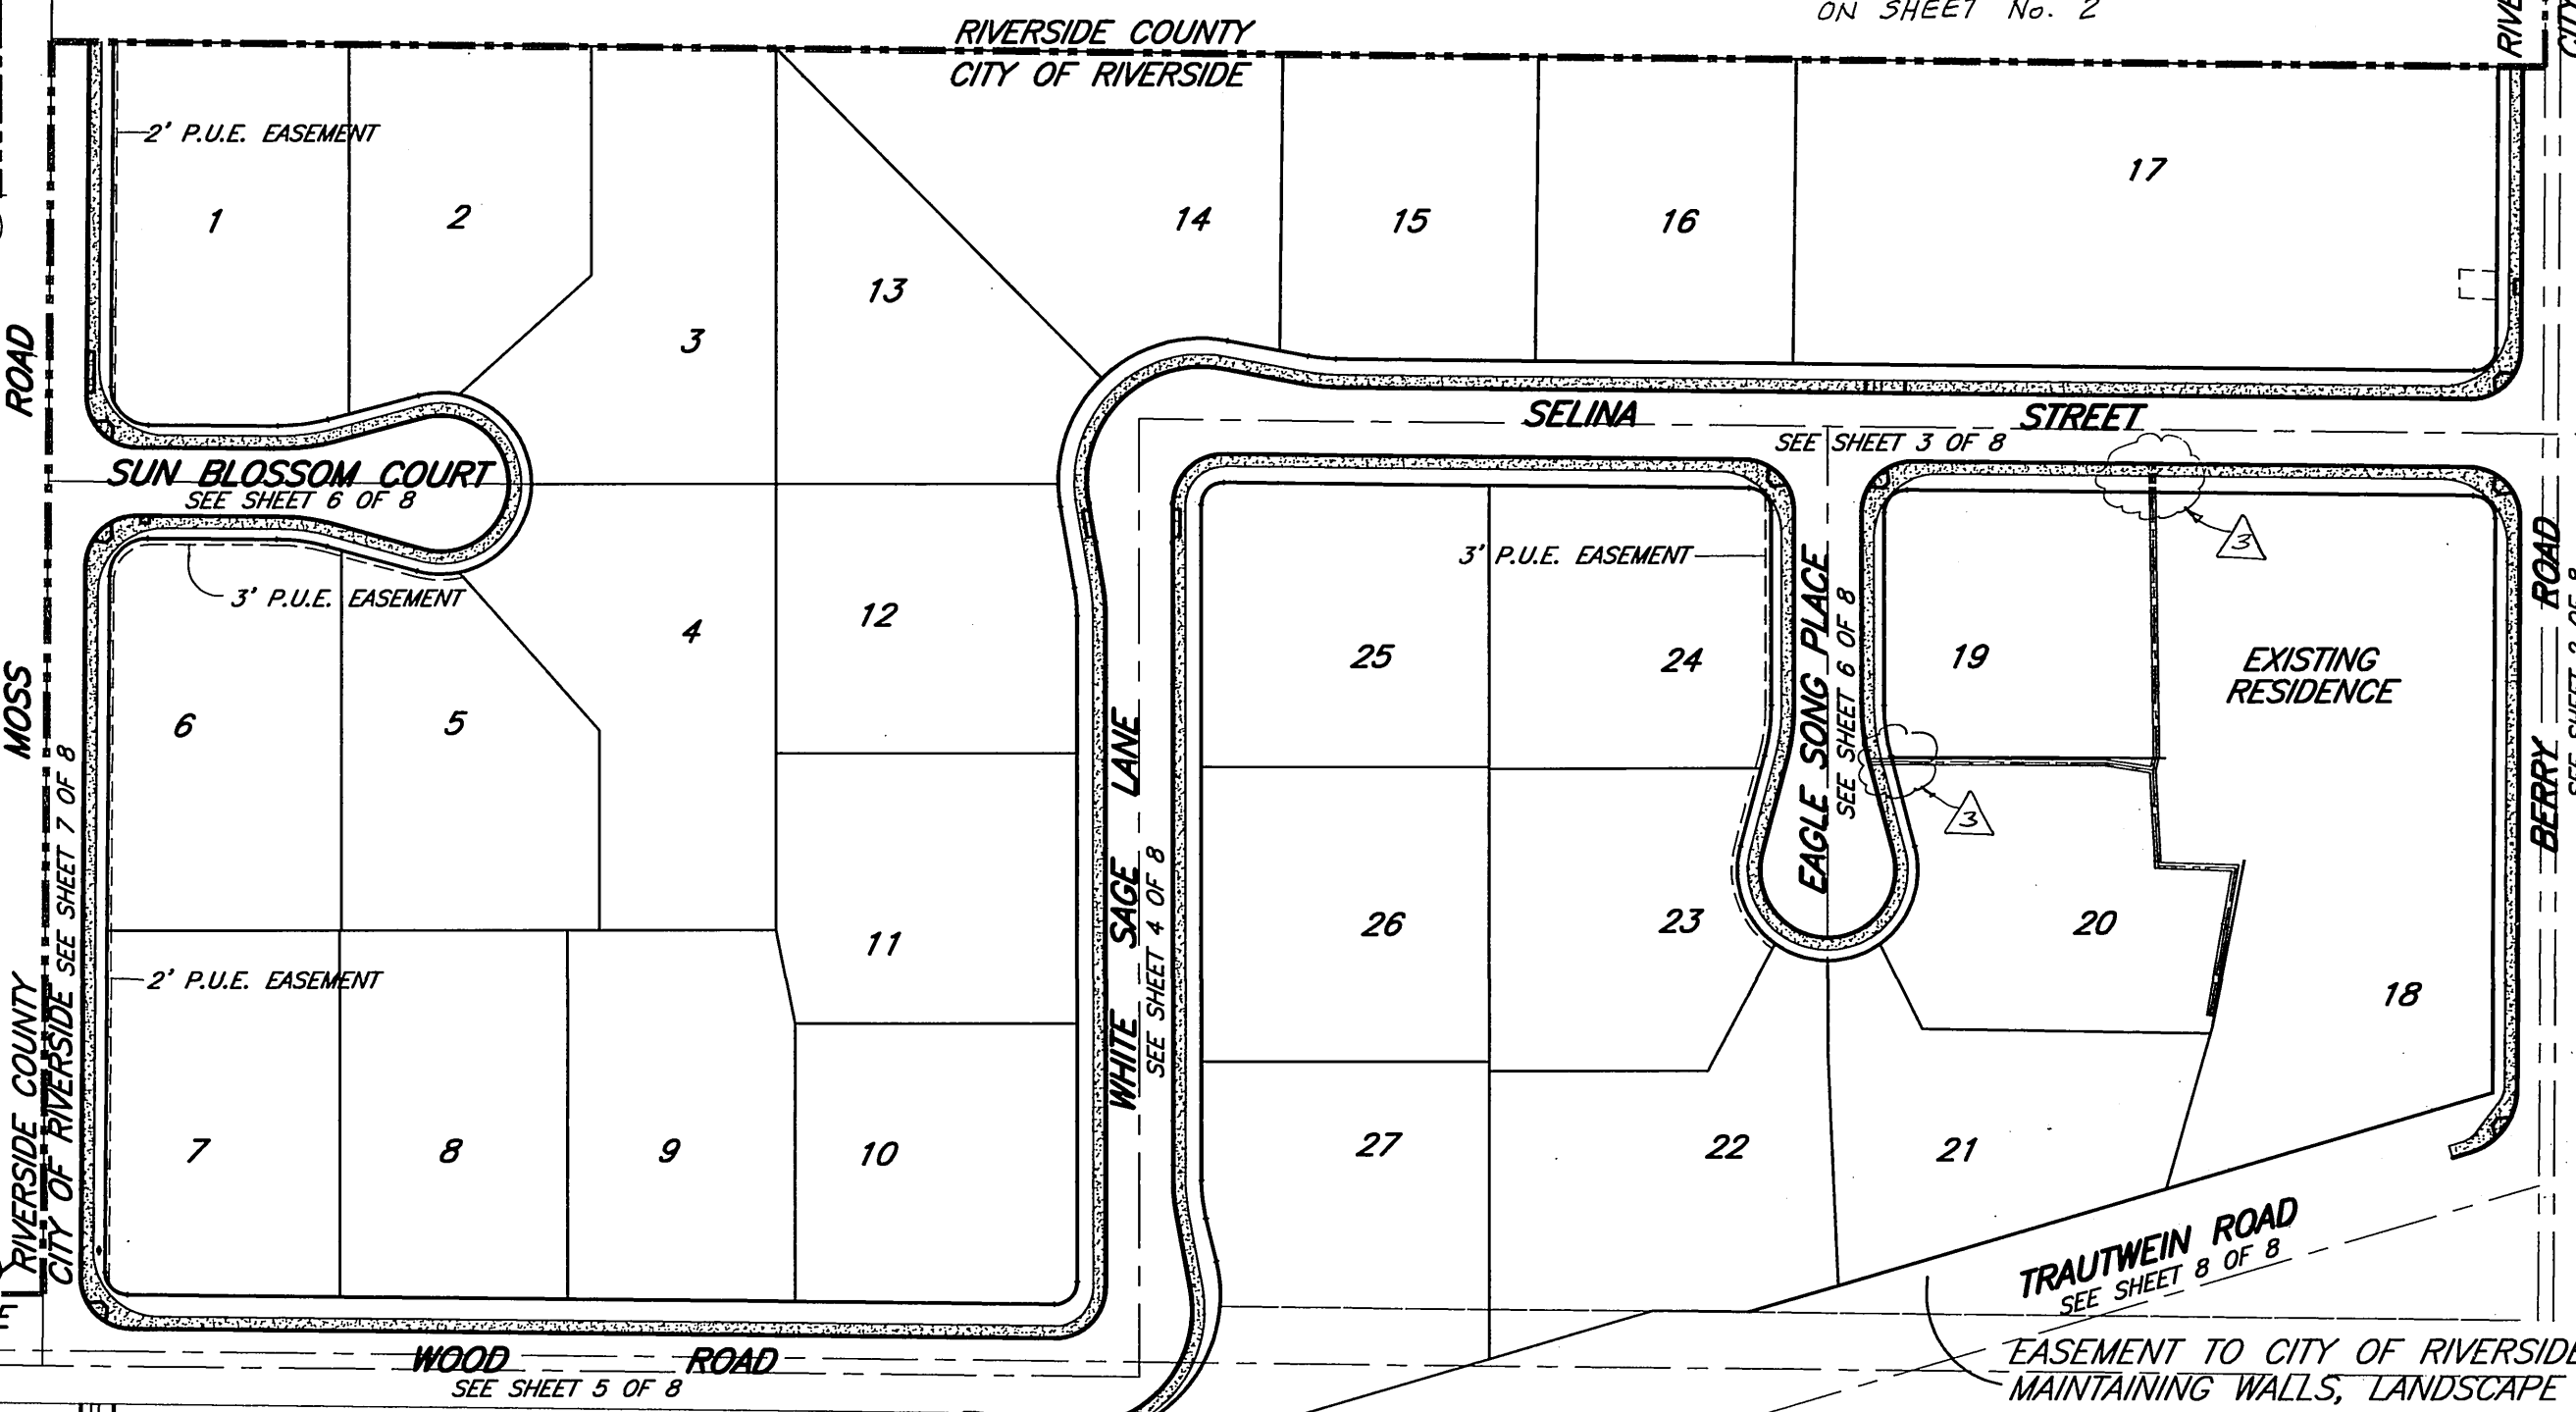 ON SHEET No. 2
RIVERSIDE COUNTY
CITY OF RIVERSIDE
2' P.U.E. EASEMENT
1
2
3
13
14
15
16
17
ROAD
MOSS
SUN BLOSSOM COURT
SEE SHEET 6 OF 8
SELINA STREET
SEE SHEET 3 OF 8
3' P.U.E. EASEMENT
3' P.U.E. EASEMENT
3
3
6
5
4
12
25
24
19
EXISTING
RESIDENCE
EAGLE SONG PLACE
SEE SHEET 6 OF 8
BERRY ROAD
WHITE SAGE LANE
SEE SHEET 4 OF 8
11
26
23
20
18
2' P.U.E. EASEMENT
RIVERSIDE COUNTY
CITY OF RIVERSIDE
SEE SHEET 7 OF 8
7
8
9
10
27
22
21
TRAUTWEIN ROAD
SEE SHEET 8 OF 8
WOOD ROAD
SEE SHEET 5 OF 8
EASEMENT TO CITY OF RIVERSIDE
MAINTAINING WALLS, LANDSCAPE